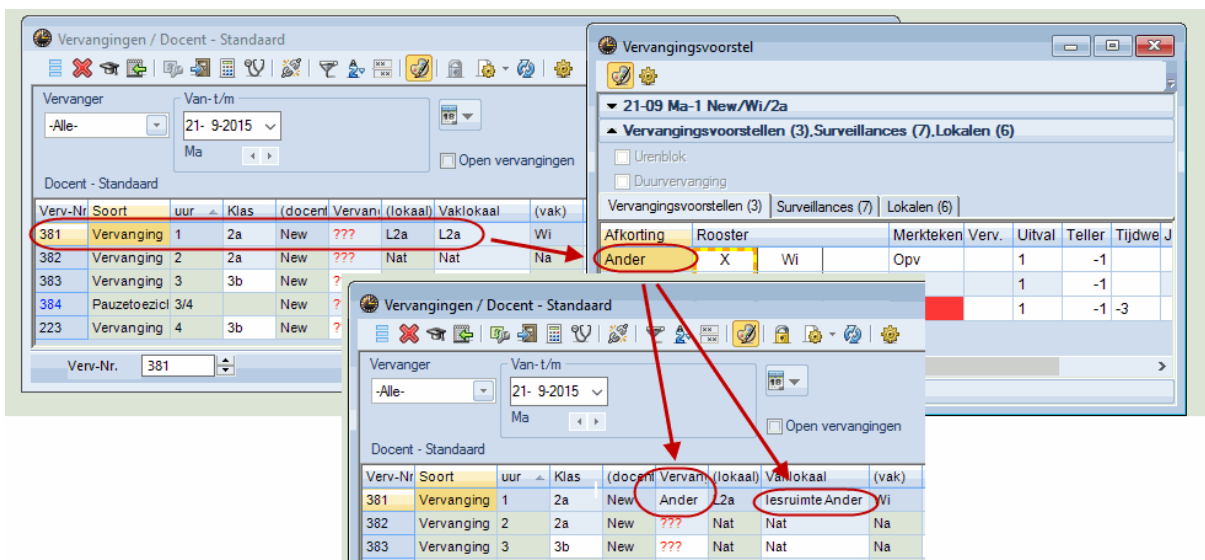 Vervangingen / Docent - Standaard
Vervanger
Van-t/m
-Alle-
21- 9-2015
Ma
Open vervangingen
Docent - Standaard
Verv-Nr Soort uur Klas (docent Vervan (lokaal) Vaklokaal (vak)
381 Vervanging 1 2a New ??? L2a L2a Wi
382 Vervanging 2 2a New ??? Nat Nat Na
383 Vervanging 3 3b New
384 Pauzetoezicl 3/4 New
223 Vervanging 4 3b New
Verv-Nr. 381
Vervangingsvoorstel
21-09 Ma-1 New/Wi/2a
Vervangingsvoorstellen (3),Surveillances (7),Lokalen (6)
Urenblok
Duurvervanging
Vervangingsvoorstellen (3) Surveillances (7) Lokalen (6)
Afkorting Rooster Merkteken Verv. Uitval Teller Tijdwe J
Ander X Wi Opv 1 -1
1 -1
1 -1 -3
Vervangingen / Docent - Standaard
Vervanger
Van-t/m
-Alle-
21- 9-2015
Ma
Open vervangingen
Docent - Standaard
Verv-Nr Soort uur Klas (docent Vervan (lokaal) Vaklokaal (vak)
381 Vervanging 1 2a New Ander L2a lesruimte Ander Wi
382 Vervanging 2 2a New ??? Nat Nat Na
383 Vervanging 3 3b New ??? Nat Nat Na